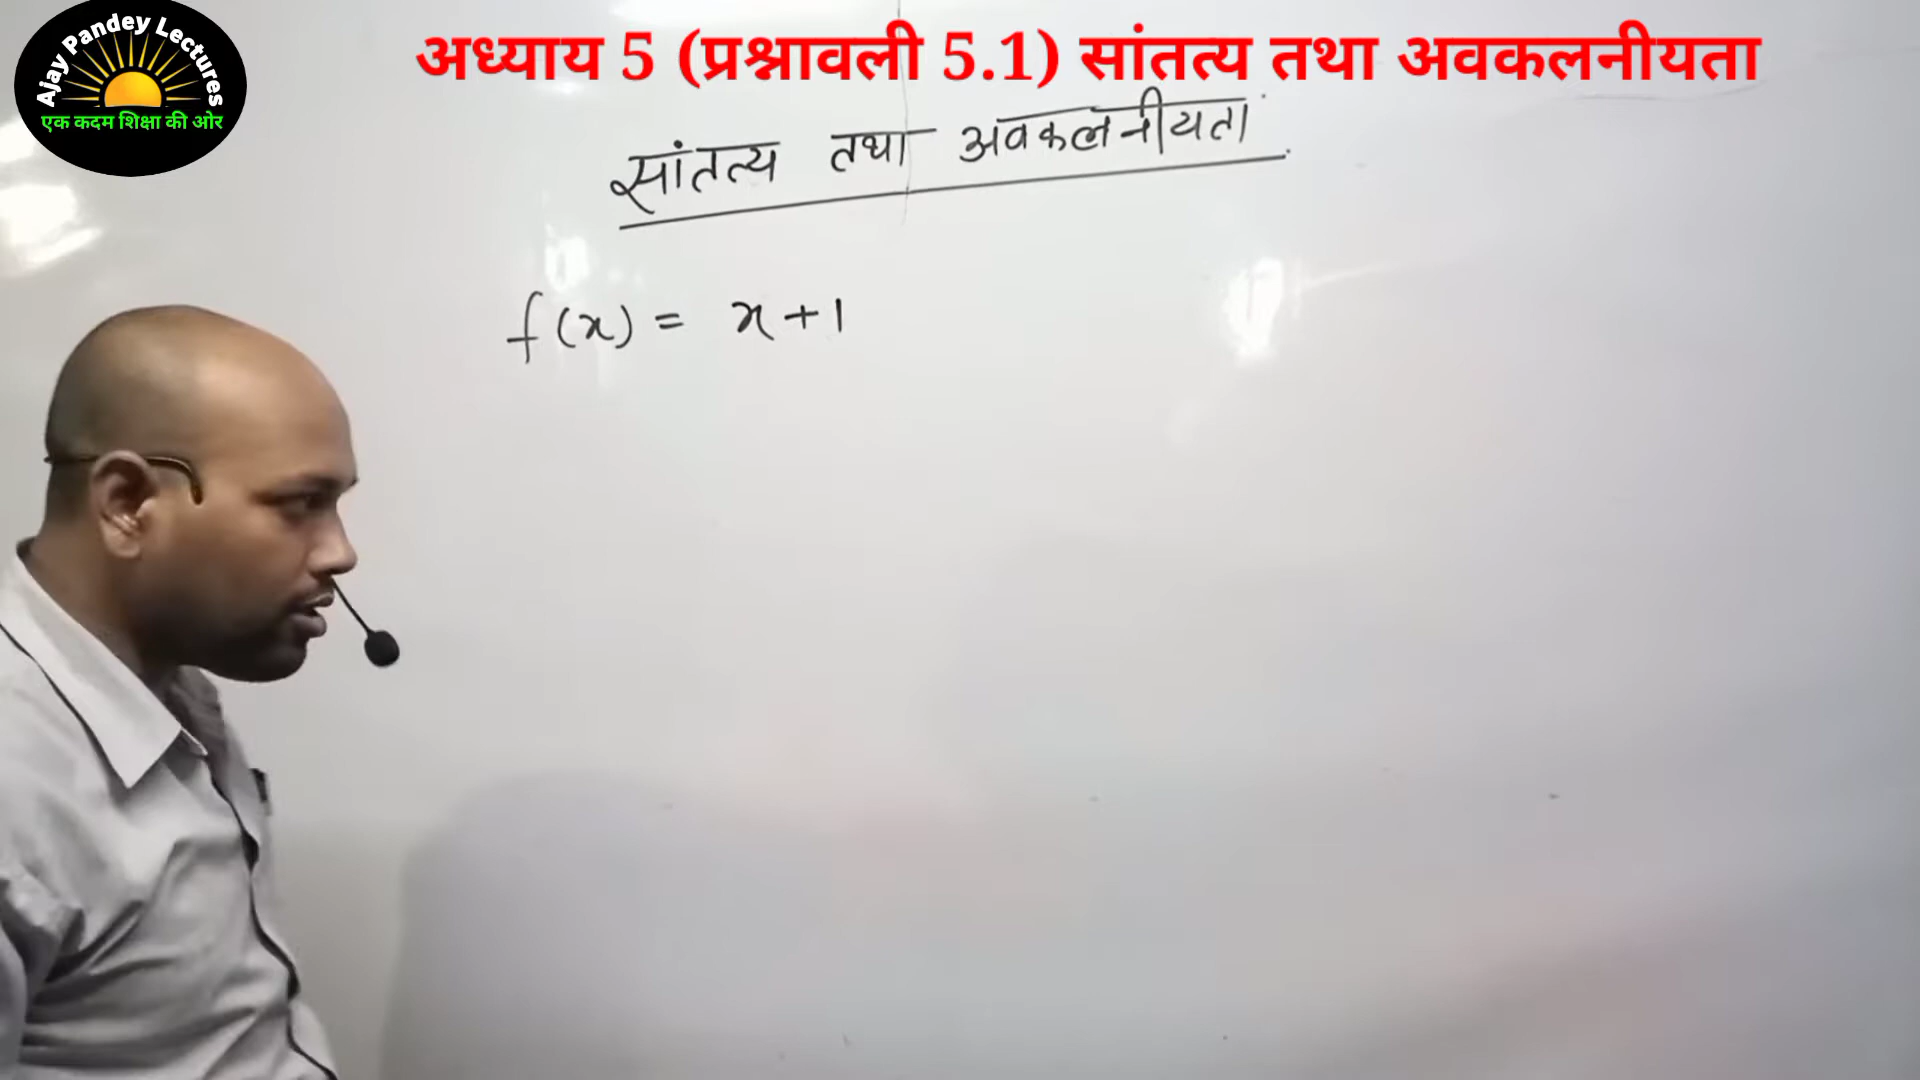 Ajay Pandey Lectures
एक कदम शिक्षा की ओर
अध्याय 5 (प्रश्नावली 5.1) सांतत्य तथा अवकलनीयता
सांतत्य तथा अवकलनीयता
f(x) = x+1